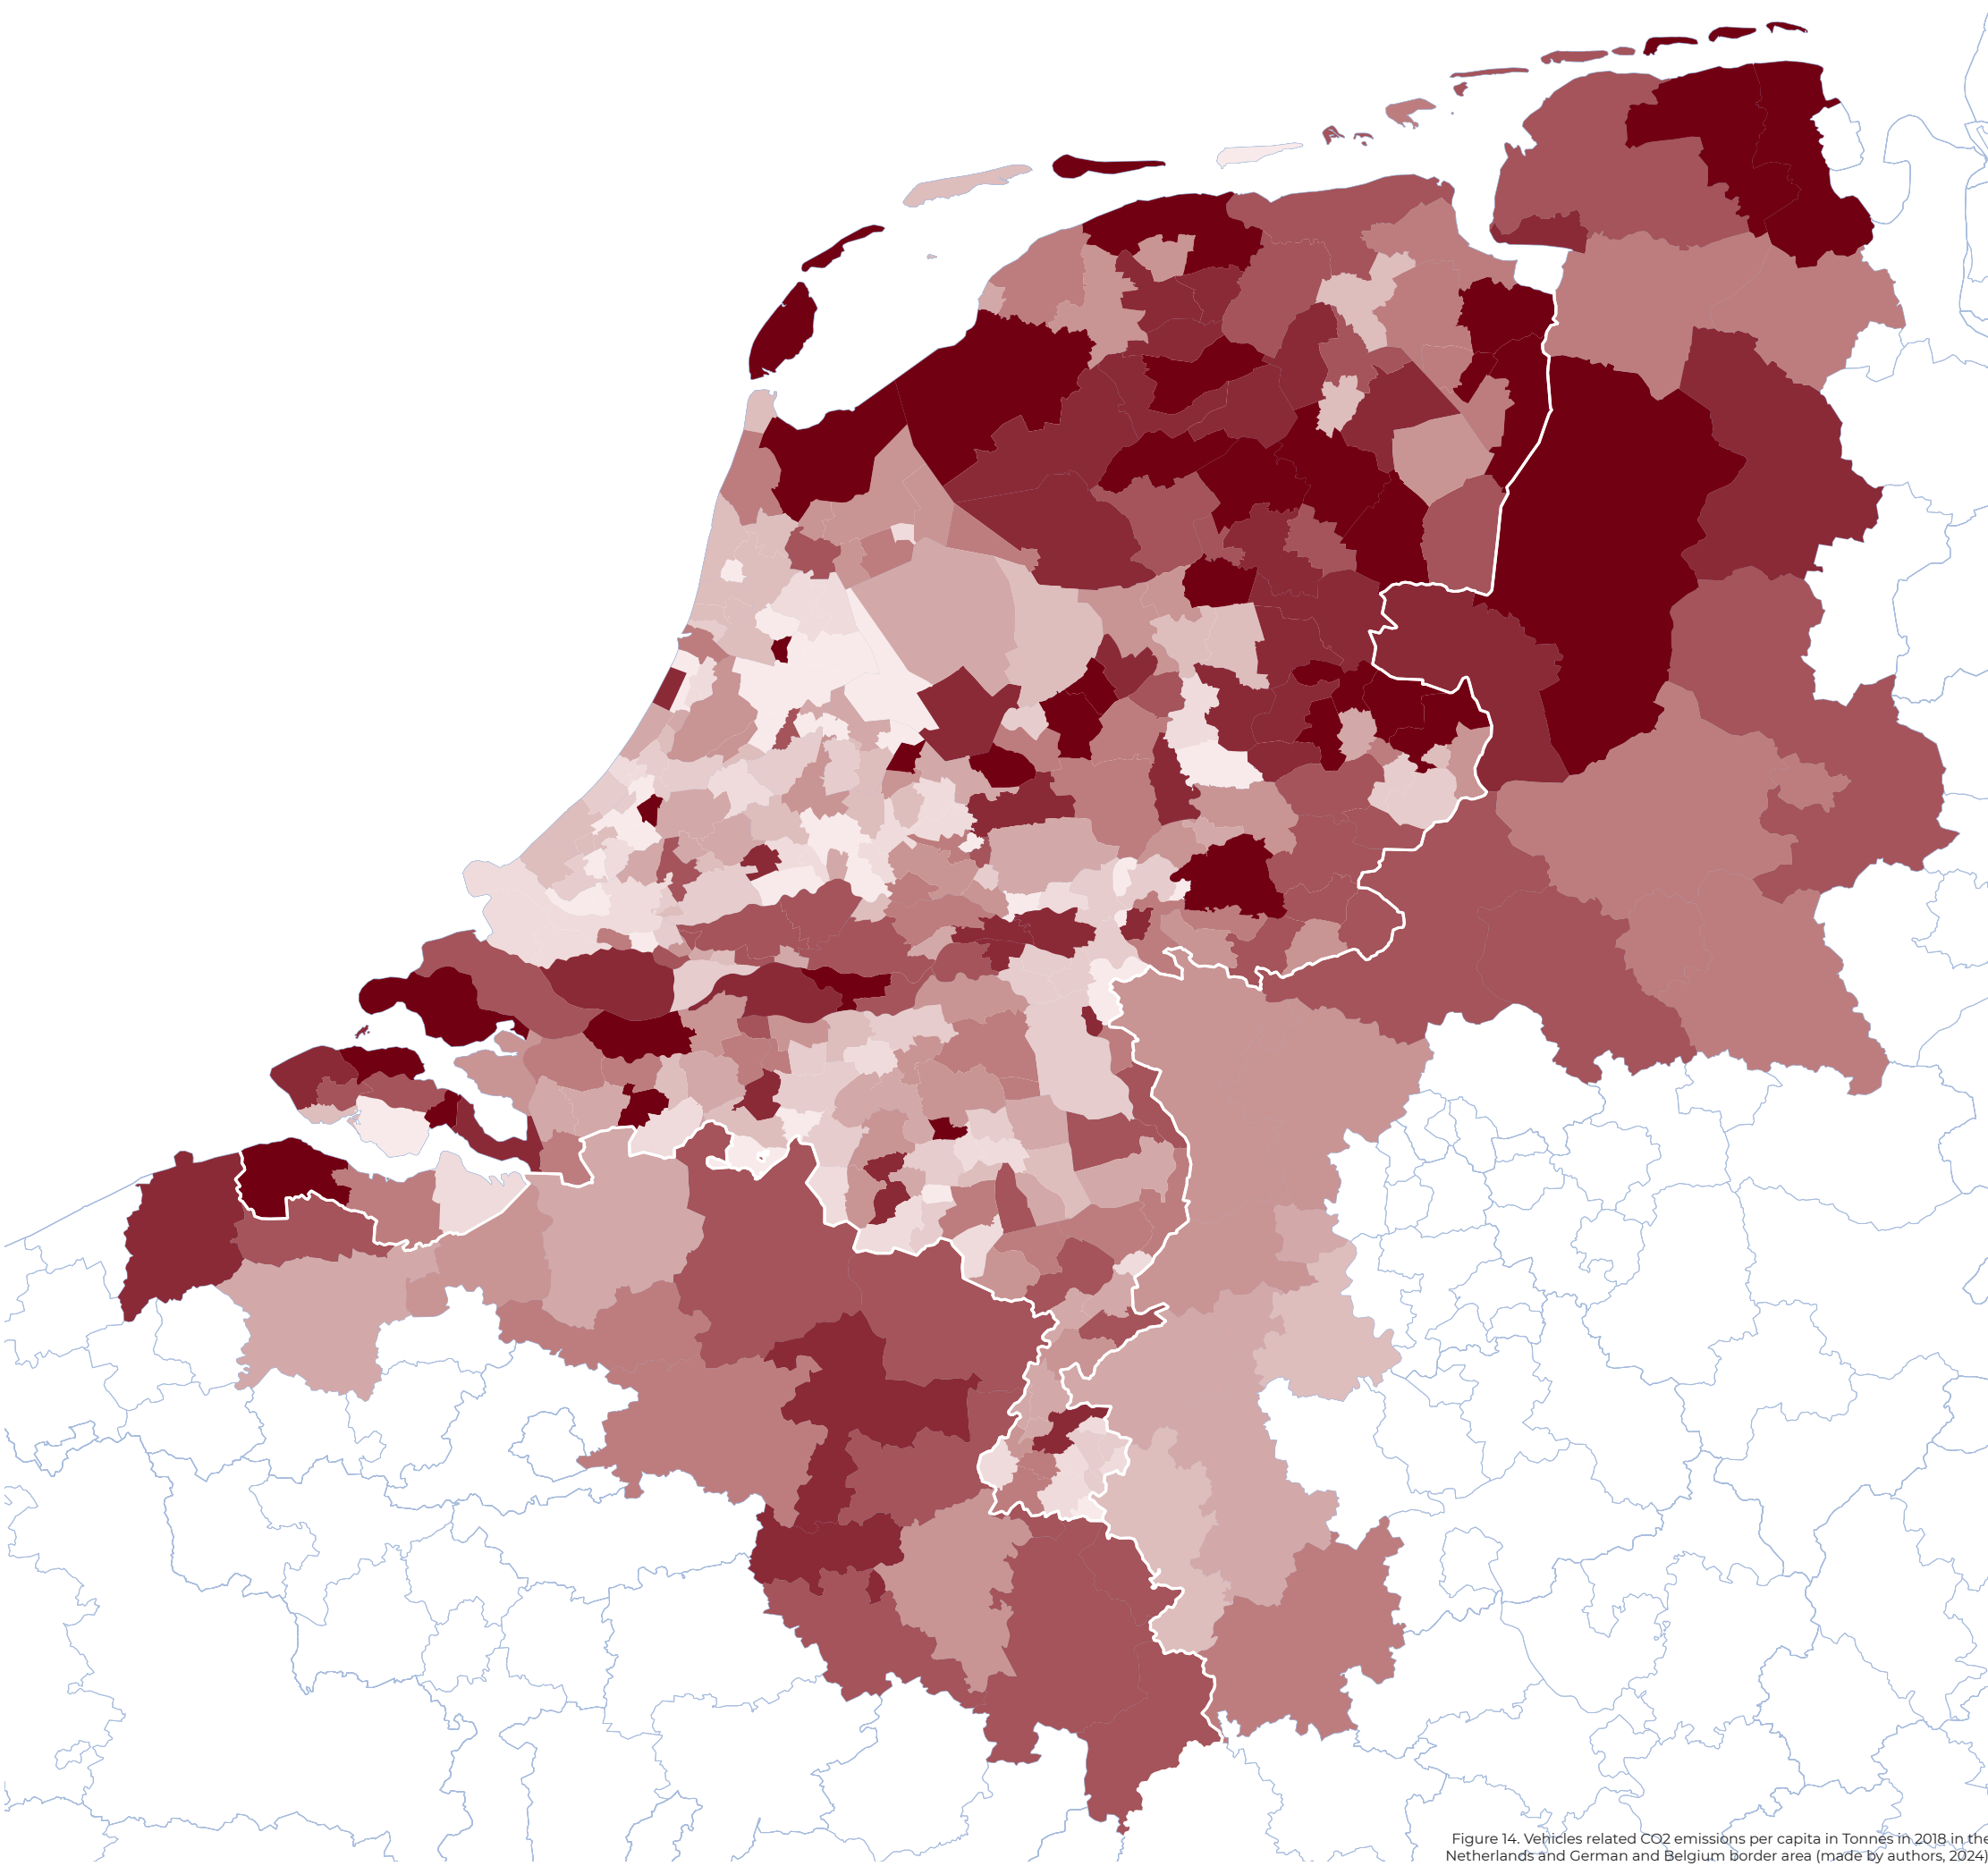 Figure 14. Vehicles related CO2 emissions per capita in Tonnes in 2018 in the
Netherlands and German and Belgium border area (made by authors, 2024)